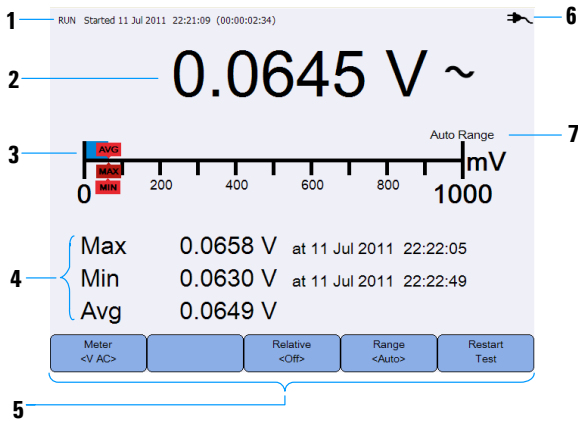 1 RUN Started 11 Jul 2011 22:21:09 (00:00:02:34) 6
2 0.0645 V ~
Auto Range 7
3 AVG
MAX
MIN
0 200 400 600 800 1000 mV
Max 0.0658 V at 11 Jul 2011 22:22:05
4 Min 0.0630 V at 11 Jul 2011 22:22:49
Avg 0.0649 V
Meter Relative Range Restart
<V AC> <Off> <Auto> Test
5